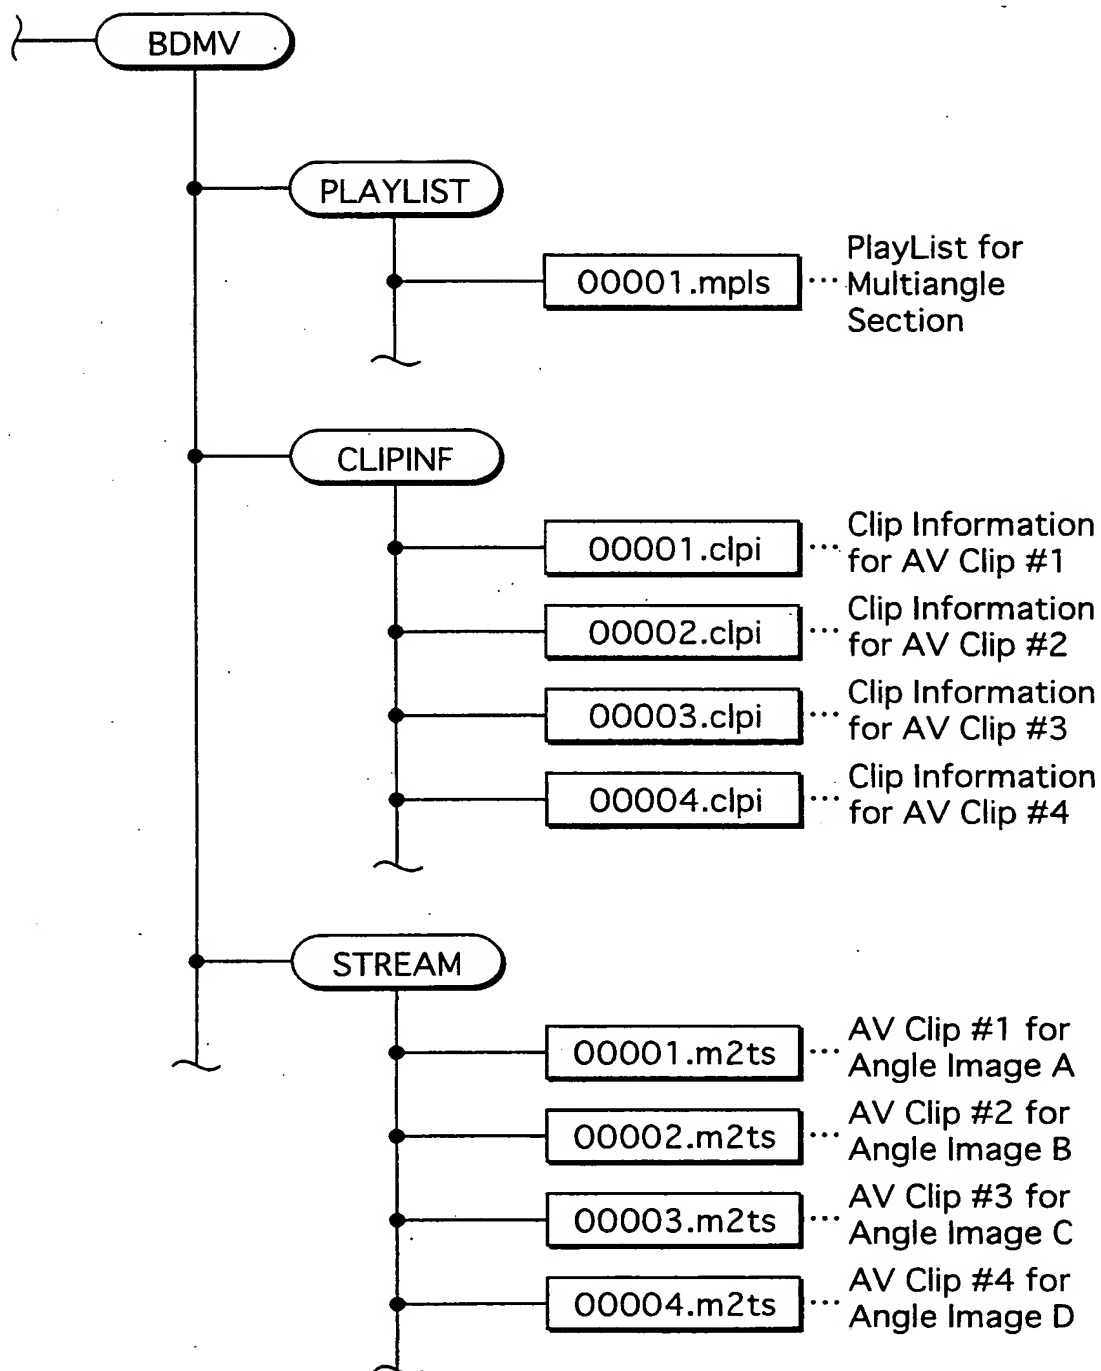 BDMV
PLAYLIST
00001.mpls
··· PlayList for
Multiangle
Section
CLIPINF
00001.clpi
··· Clip Information
for AV Clip #1
00002.clpi
··· Clip Information
for AV Clip #2
00003.clpi
··· Clip Information
for AV Clip #3
00004.clpi
··· Clip Information
for AV Clip #4
STREAM
00001.m2ts
··· AV Clip #1 for
Angle Image A
00002.m2ts
··· AV Clip #2 for
Angle Image B
00003.m2ts
··· AV Clip #3 for
Angle Image C
00004.m2ts
··· AV Clip #4 for
Angle Image D